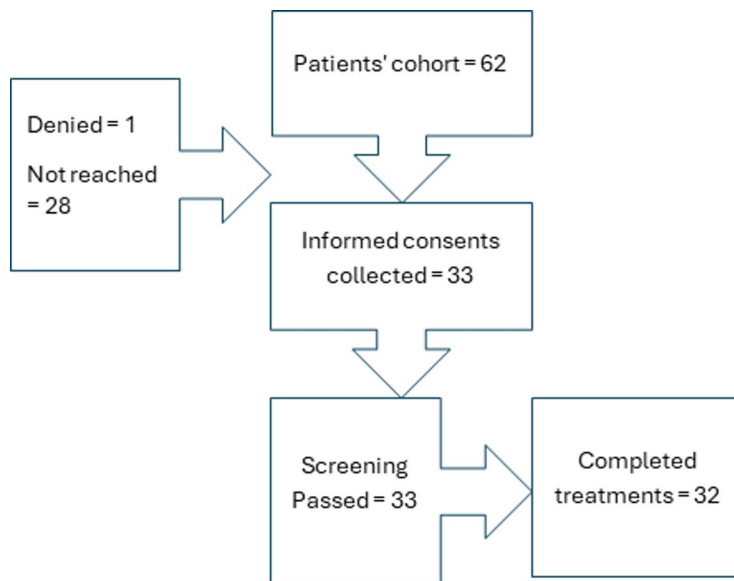 Patients' cohort = 62
Denied = 1
Not reached
= 28
Informed consents
collected = 33
Screening
Passed = 33
Completed
treatments = 32